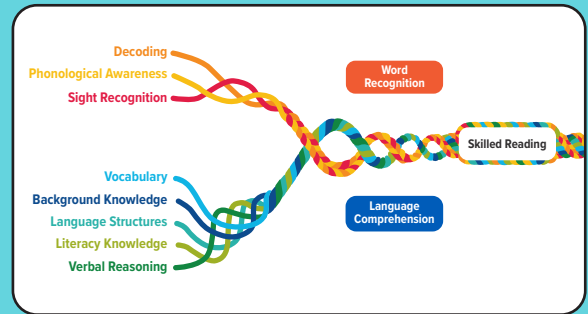 Decoding
Phonological Awareness
Sight Recognition
Word
Recognition
Skilled Reading
Vocabulary
Background Knowledge
Language Structures
Literacy Knowledge
Verbal Reasoning
Language
Comprehension